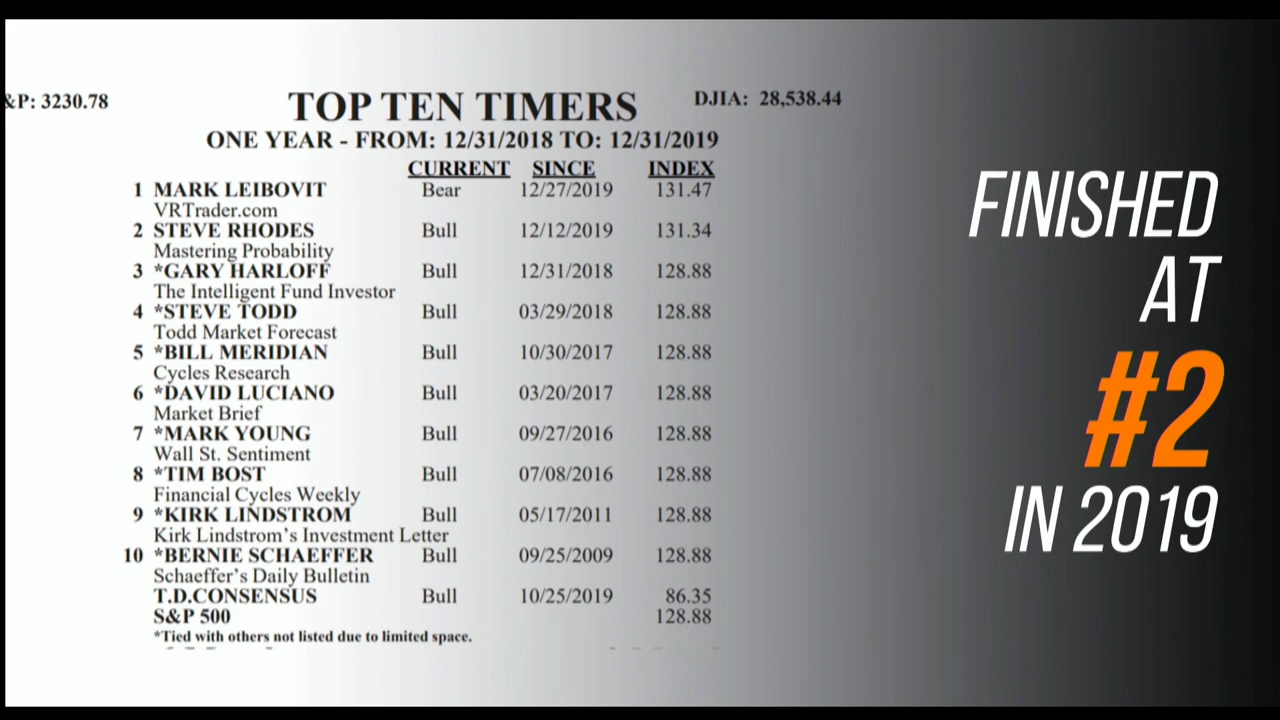 &P: 3230.78
TOP TEN TIMERS
DJIA: 28,538.44
ONE YEAR - FROM: 12/31/2018 TO: 12/31/2019
CURRENT SINCE INDEX
1 MARK LEIBOVIT Bear 12/27/2019 131.47
VRTrader.com
2 STEVE RHODES Bull 12/12/2019 131.34
Mastering Probability
3 *GARY HARLOFF Bull 12/31/2018 128.88
The Intelligent Fund Investor
4 *STEVE TODD Bull 03/29/2018 128.88
Todd Market Forecast
5 *BILL MERIDIAN Bull 10/30/2017 128.88
Cycles Research
6 *DAVID LUCIANO Bull 03/20/2017 128.88
Market Brief
7 *MARK YOUNG Bull 09/27/2016 128.88
Wall St. Sentiment
8 *TIM BOST Bull 07/08/2016 128.88
Financial Cycles Weekly
9 *KIRK LINDSTROM Bull 05/17/2011 128.88
Kirk Lindstrom's Investment Letter
10 *BERNIE SCHAEFFER Bull 09/25/2009 128.88
Schaeffer's Daily Bulletin
T.D.CONSENSUS Bull 10/25/2019 86.35
S&P 500 128.88
*Tied with others not listed due to limited space.
FINISHED
AT
#2
IN 2019